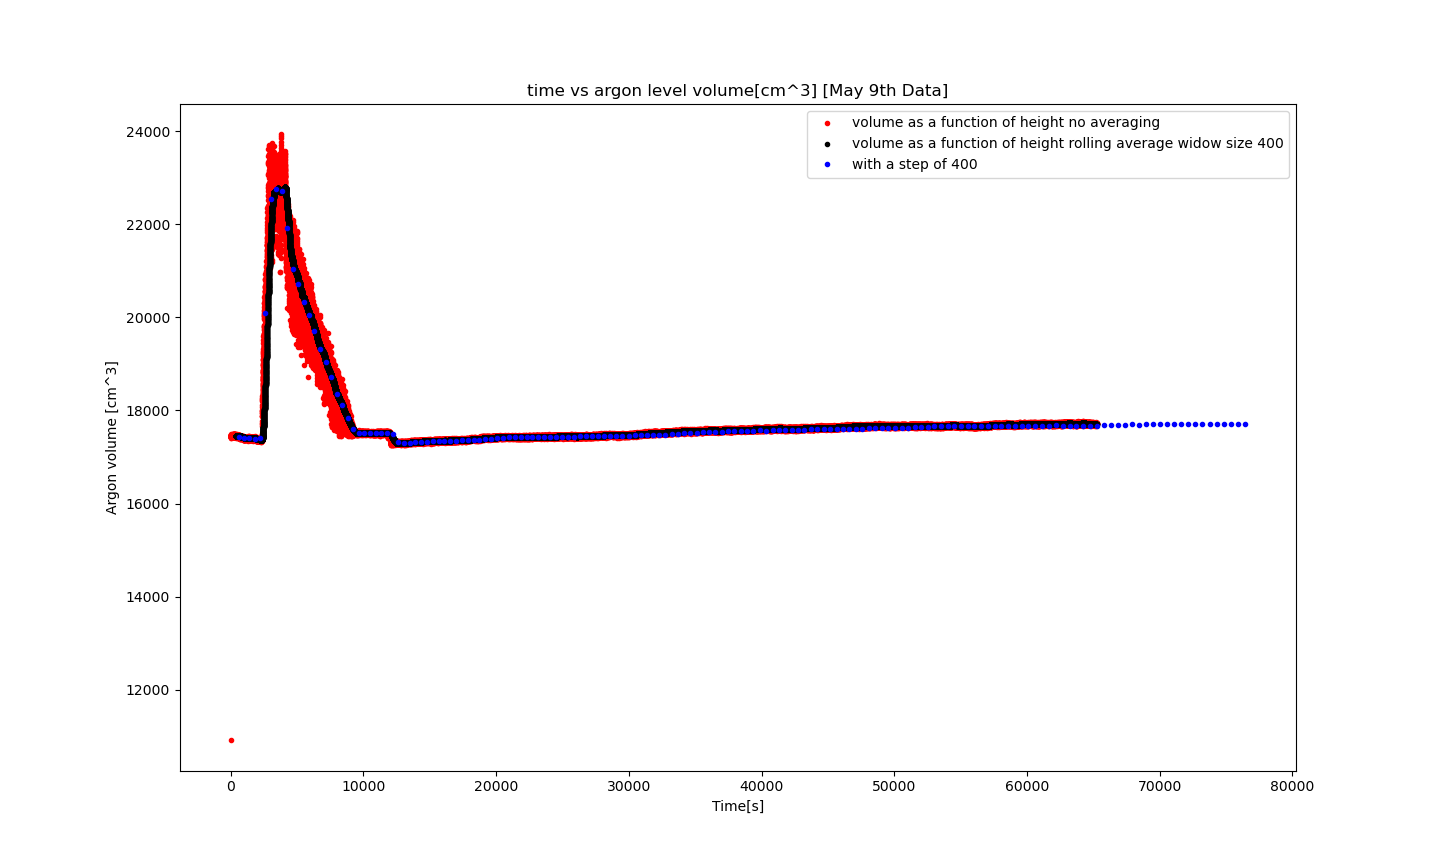 time vs argon level volume[cm^3] [May 9th Data]
volume as a function of height no averaging
volume as a function of height rolling average widow size 400
with a step of 400
24000
22000
20000
18000
16000
14000
12000
Argon volume [cm^3]
0 10000 20000 30000 40000 50000 60000 70000 80000
Time[s]